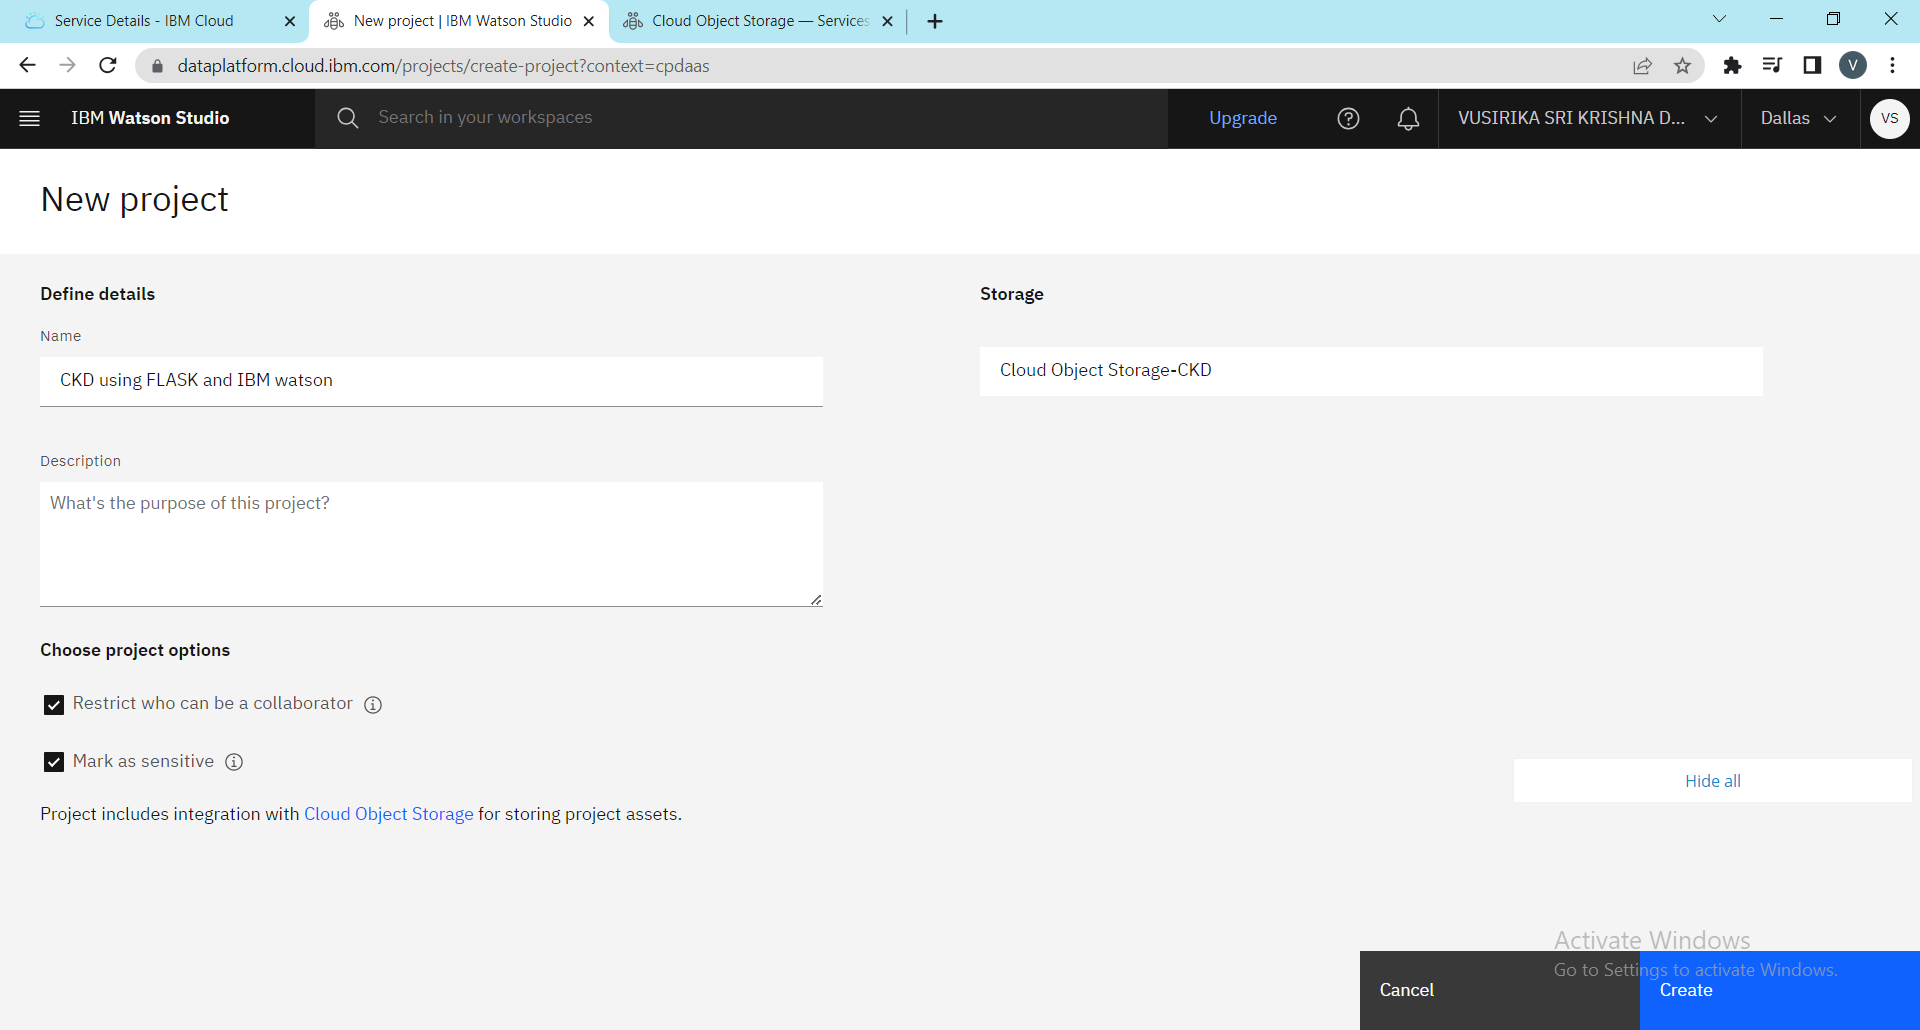 Service Details - IBM Cloud
New project | IBM Watson Studio
Cloud Object Storage — Services
dataplatform.cloud.ibm.com/projects/create-project?context=cpdaas
V
IBM Watson Studio
Search in your workspaces
Upgrade
VUSIRIKA SRI KRISHNA D...
Dallas
VS
New project
Define details
Storage
Name
CKD using FLASK and IBM watson
Cloud Object Storage-CKD
Description
What's the purpose of this project?
Choose project options
Restrict who can be a collaborator
Mark as sensitive
Hide all
Project includes integration with Cloud Object Storage for storing project assets.
Activate Windows
Go to Settings to activate Windows.
Cancel
Create